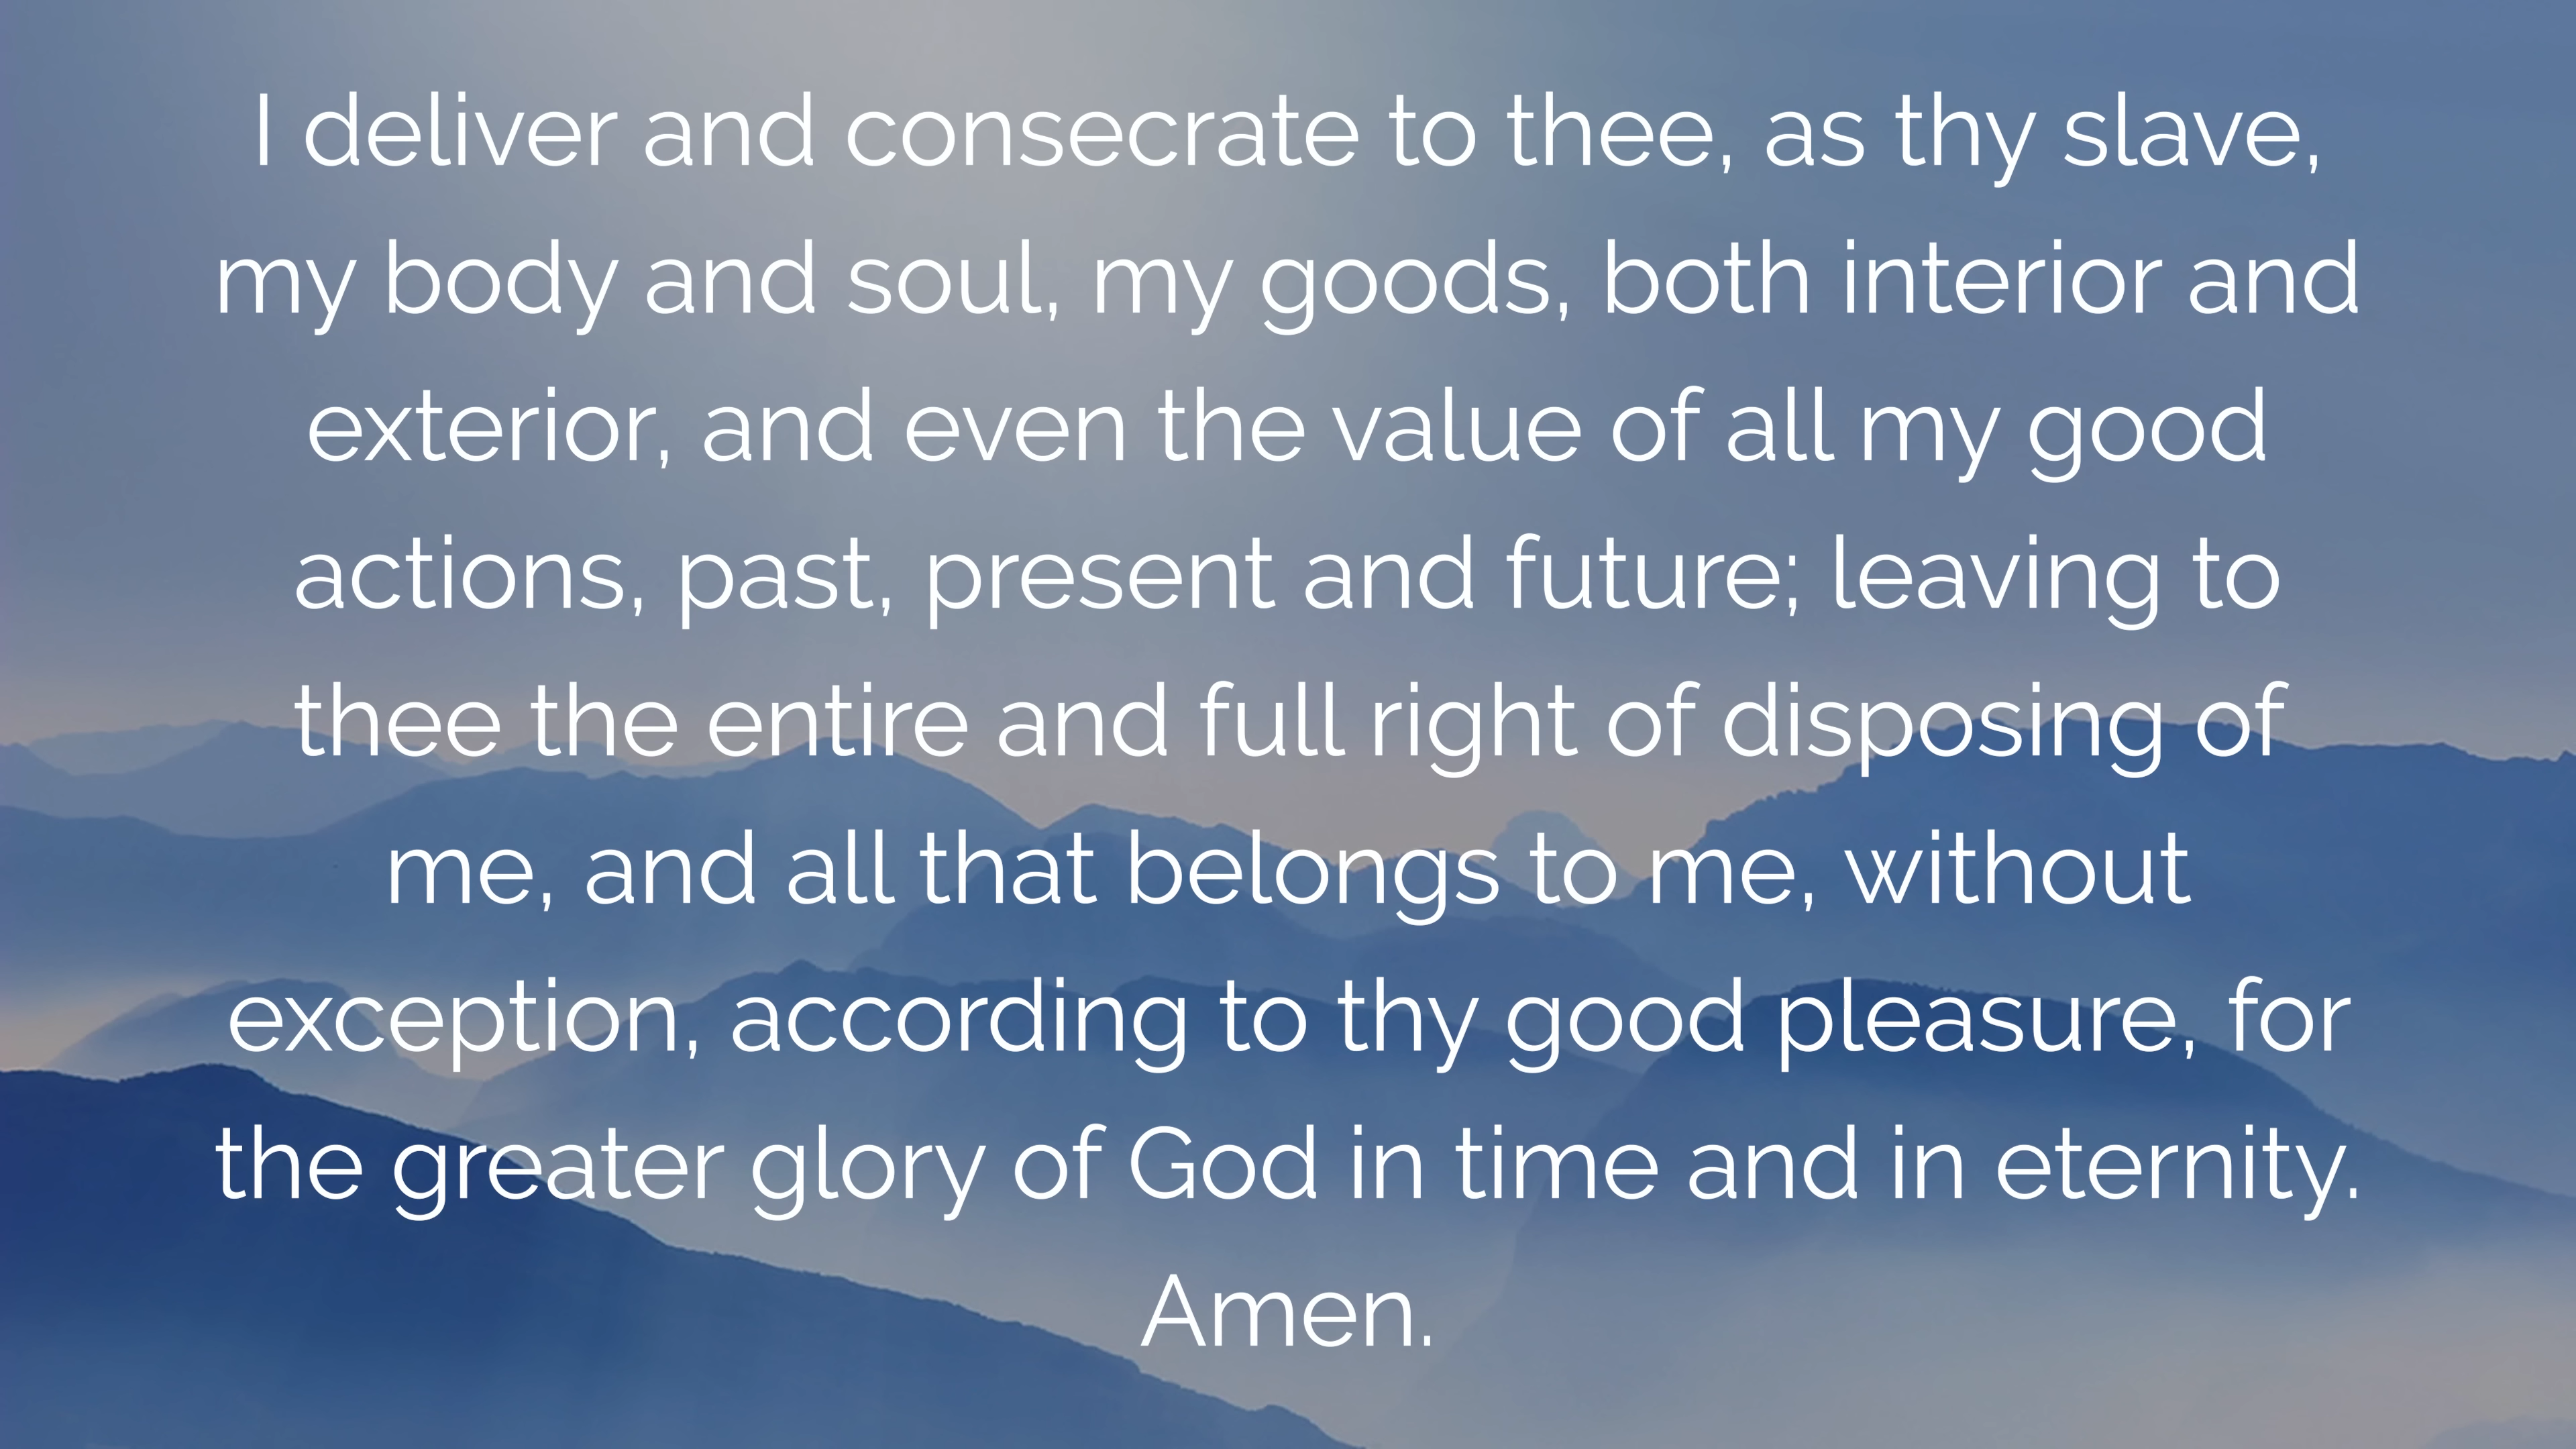 I deliver and consecrate to thee, as thy slave,
my body and soul, my goods, both interior and
exterior, and even the value of all my good
actions, past, present and future; leaving to
thee the entire and full right of disposing of
me, and all that belongs to me, without
exception, according to thy good pleasure, for
the greater glory of God in time and in eternity.
Amen.